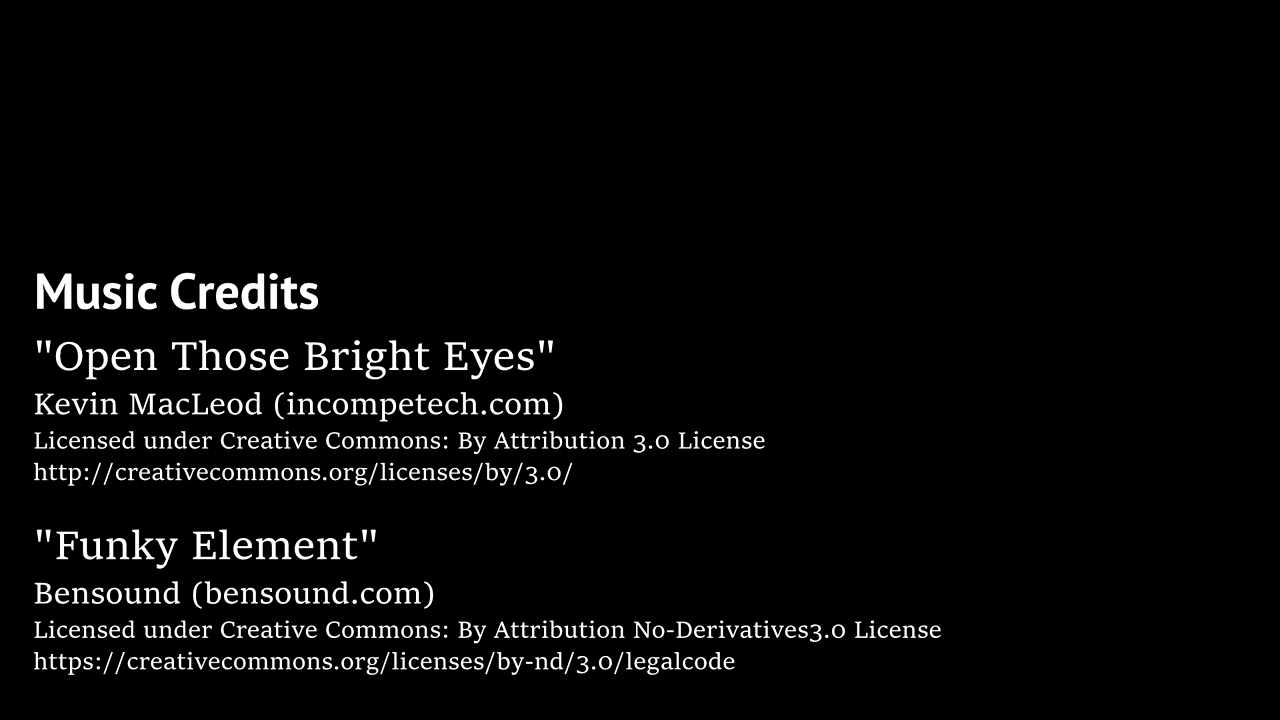 Music Credits
"Open Those Bright Eyes"
Kevin MacLeod (incompetech.com)
Licensed under Creative Commons: By Attribution 3.0 License
http://creativecommons.org/licenses/by/3.0/
"Funky Element"
Bensound (bensound.com)
Licensed under Creative Commons: By Attribution No-Derivatives3.0 License
https://creativecommons.org/licenses/by-nd/3.0/legalcode